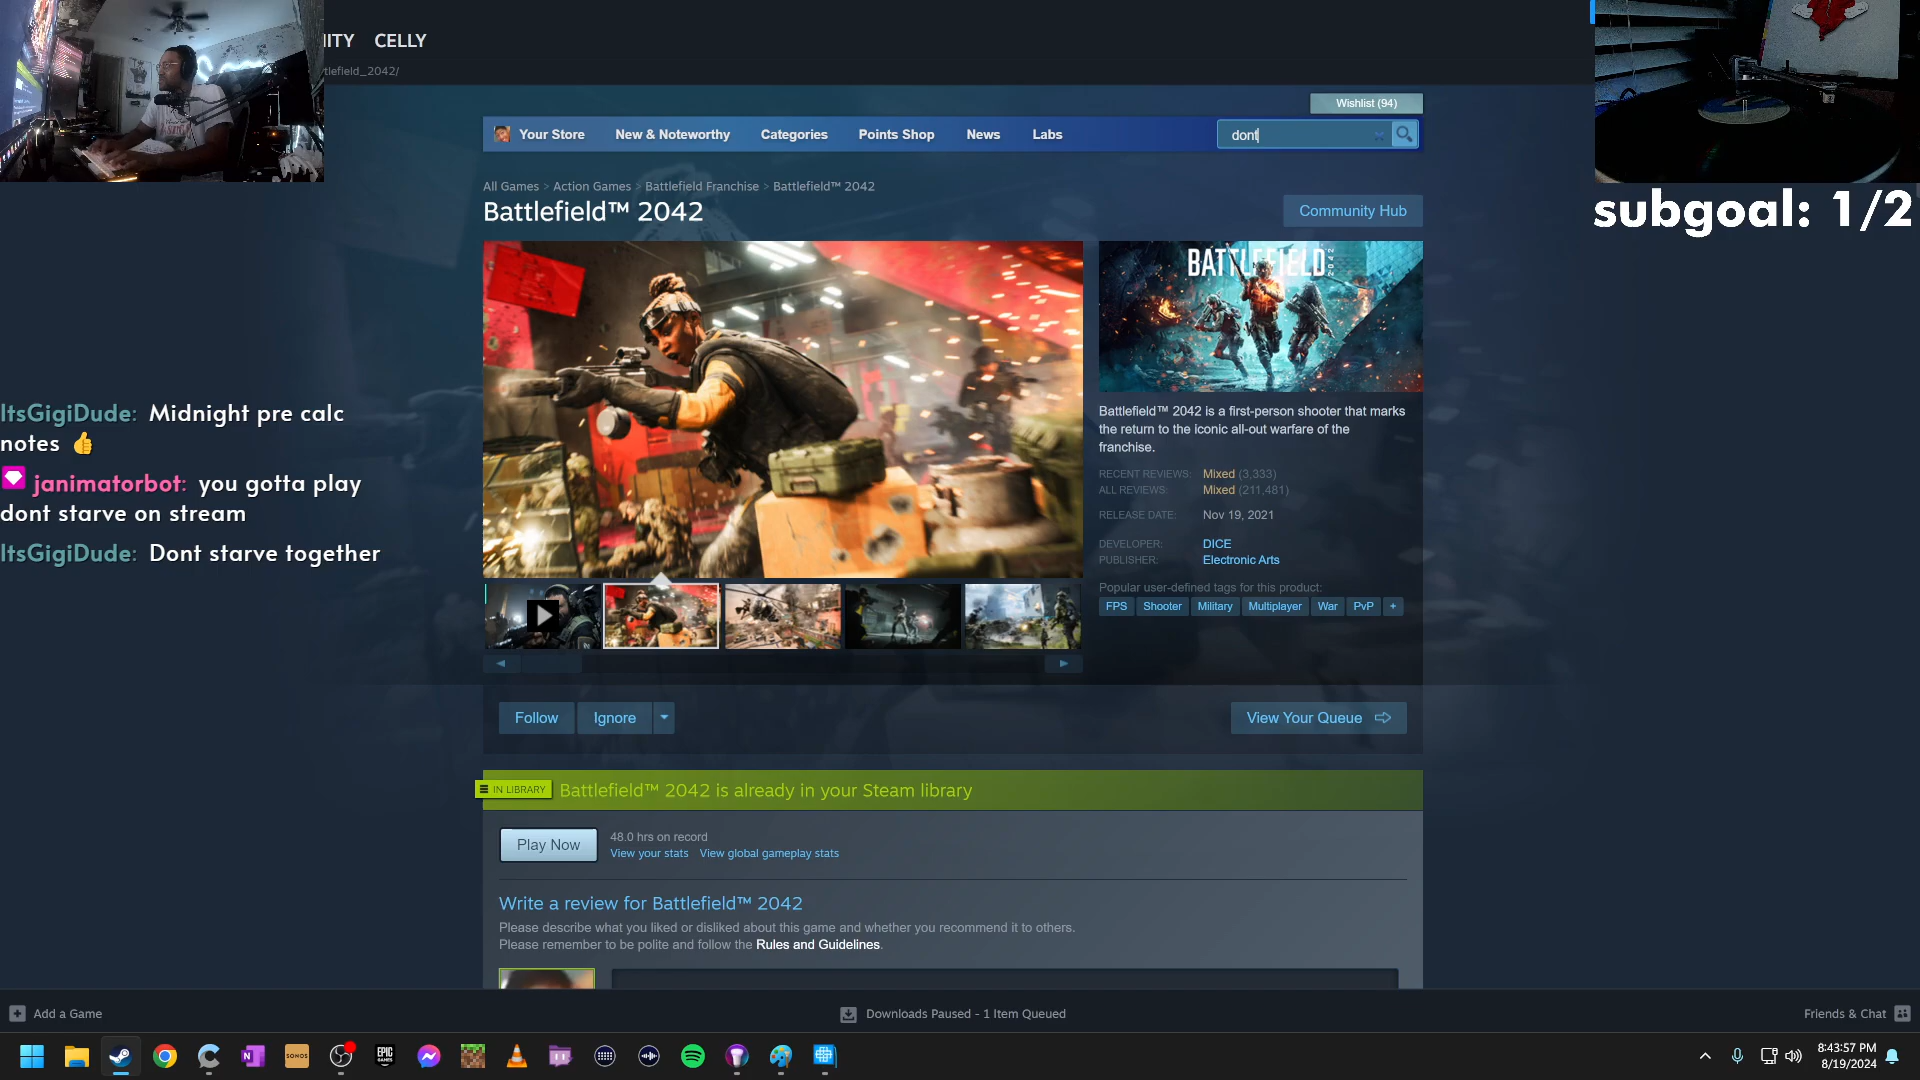 ITY CELLY
tlefield_2042/
Wishlist (94)
Your Store New & Noteworthy Categories Points Shop News Labs
dont
All Games > Action Games > Battlefield Franchise > Battlefield™ 2042
Battlefield™ 2042
Community Hub
BATTLEFIELD 2042
Battlefield™ 2042 is a first-person shooter that marks
the return to the iconic all-out warfare of the
franchise.
RECENT REVIEWS: Mixed (3,333)
ALL REVIEWS: Mixed (211,481)
RELEASE DATE: Nov 19, 2021
DEVELOPER: DICE
PUBLISHER: Electronic Arts
Popular user-defined tags for this product:
FPS Shooter Military Multiplayer War PvP +
subgoal: 1/2
ItsGigiDude: Midnight pre calc
notes 👍
janimatorbot: you gotta play
dont starve on stream
ItsGigiDude: Dont starve together
Follow Ignore
View Your Queue
IN LIBRARY Battlefield™ 2042 is already in your Steam library
Play Now
48.0 hrs on record
View your stats View global gameplay stats
Write a review for Battlefield™ 2042
Please describe what you liked or disliked about this game and whether you recommend it to others.
Please remember to be polite and follow the Rules and Guidelines.
Add a Game
Downloads Paused - 1 Item Queued
Friends & Chat
SONOS
EPIC GAMES
8:43:57 PM
8/19/2024